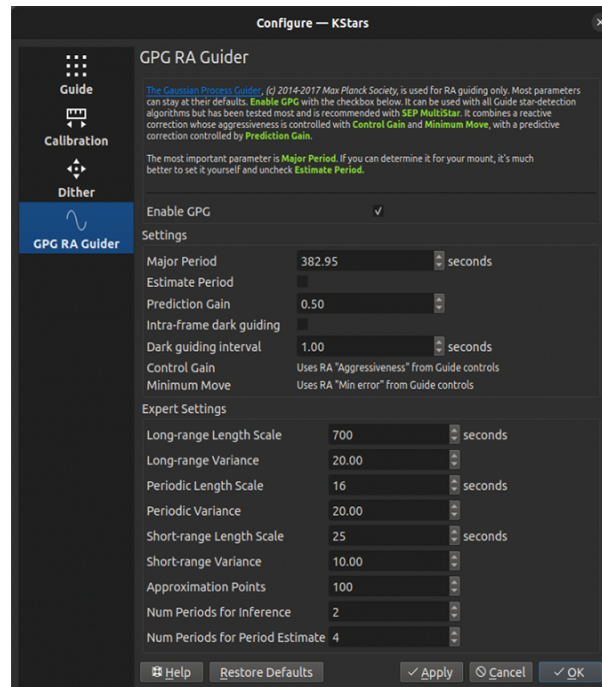 Configure — KStars
Guide
Calibration
Dither
GPG RA Guider
GPG RA Guider
The Gaussian Process Guider, (c) 2014-2017 Max Planck Society, is used for RA guiding only. Most parameters
can stay at their defaults. Enable GPG with the checkbox below. It can be used with all Guide star-detection
algorithms but has been tested most and is recommended with SEP MultiStar. It combines a reactive
correction whose aggressiveness is controlled with Control Gain and Minimum Move, with a predictive
correction controlled by Prediction Gain.
The most important parameter is Major Period. If you can determine it for your mount, it's much
better to set it yourself and uncheck Estimate Period.
Enable GPG
Settings
Major Period 382.95 seconds
Estimate Period
Prediction Gain 0.50
Intra-frame dark guiding
Dark guiding interval 1.00 seconds
Control Gain Uses RA "Aggressiveness" from Guide controls
Minimum Move Uses RA "Min error" from Guide controls
Expert Settings
Long-range Length Scale 700 seconds
Long-range Variance 20.00
Periodic Length Scale 16 seconds
Periodic Variance 20.00
Short-range Length Scale 25 seconds
Short-range Variance 10.00
Approximation Points 100
Num Periods for Inference 2
Num Periods for Period Estimate 4
Help Restore Defaults Apply Cancel OK